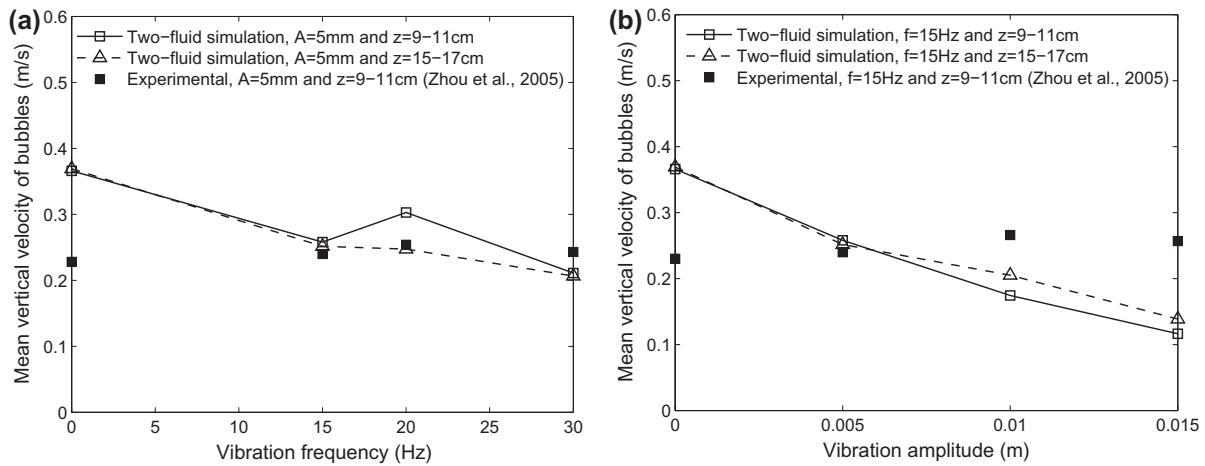 (a)
0.6
0.5
0.4
0.3
0.2
0.1
0
Mean vertical velocity of bubbles (m/s)
Two−fluid simulation, A=5mm and z=9−11cm
Two−fluid simulation, A=5mm and z=15−17cm
Experimental, A=5mm and z=9−11cm (Zhou et al., 2005)
0 5 10 15 20 25 30
Vibration frequency (Hz)
(b)
0.6
0.5
0.4
0.3
0.2
0.1
0
Mean vertical velocity of bubbles (m/s)
Two−fluid simulation, f=15Hz and z=9−11cm
Two−fluid simulation, f=15Hz and z=15−17cm
Experimental, f=15Hz and z=9−11cm (Zhou et al., 2005)
0 0.005 0.01 0.015
Vibration amplitude (m)